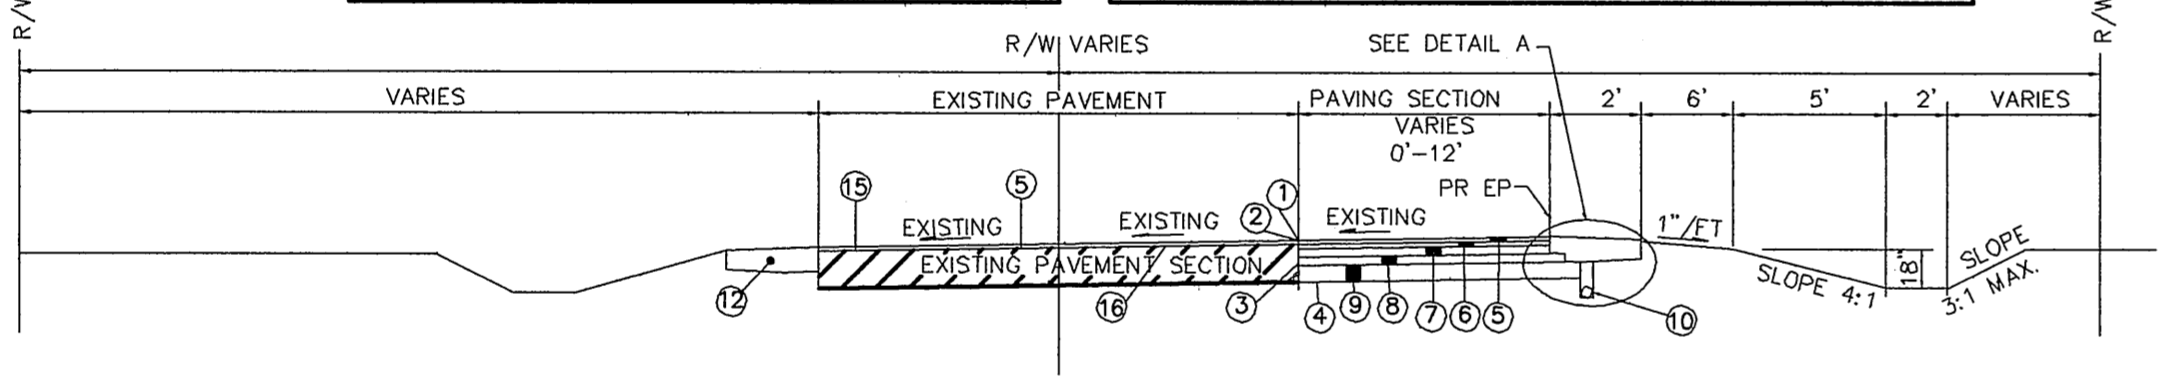 R/W
R/W VARIES
SEE DETAIL A
R/W
VARIES
EXISTING PAVEMENT
PAVING SECTION
2'
6'
5'
2'
VARIES
VARIES
0'-12'
PR EP
15
5
1
2
EXISTING
EXISTING
EXISTING
1"/FT
EXISTING PAVEMENT SECTION
SLOPE 4:1
18"
SLOPE
3:1 MAX.
12
16
3
4
9
8
7
6
5
10